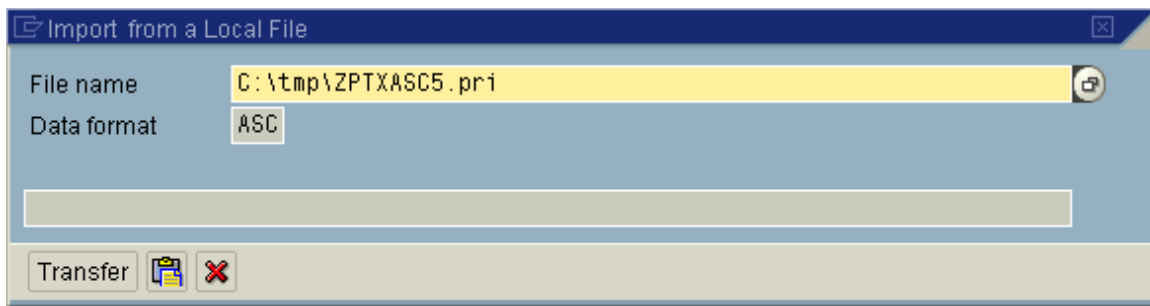 Import from a Local File
File name C:\tmp\ZPTXASC5.pri
Data format ASC
Transfer